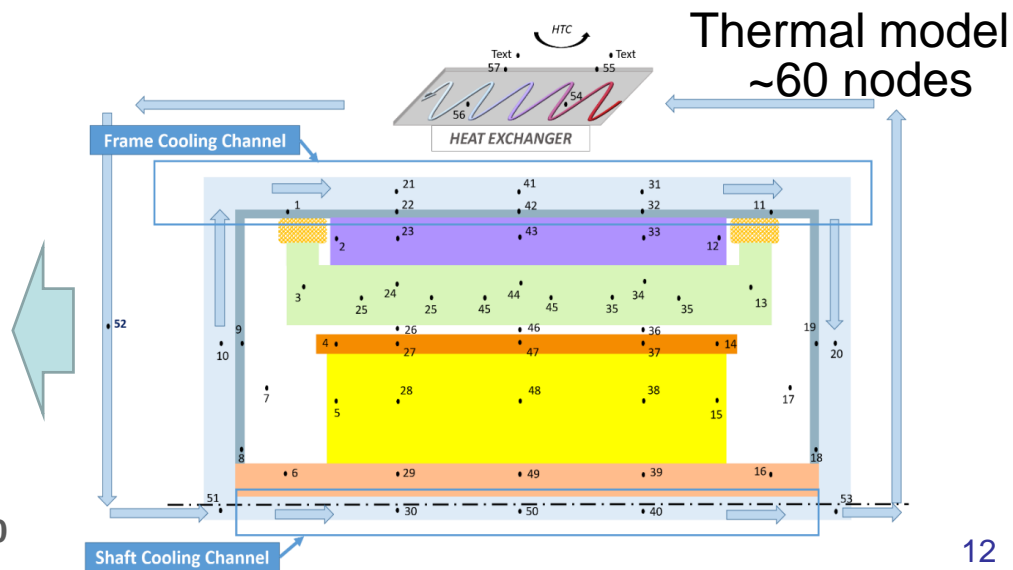 Thermal model
~60 nodes
HTC
Text
Text
57
55
54
56
HEAT EXCHANGER
Frame Cooling Channel
21 41 31
1 22 42 32 11
2 23 43 33 12
3 24 44 34 13
25 25 45 45 35 35
52
26 46 36
9 19
4 14
10 27 47 37 20
7 28 48 38 17
5 15
8 18
6 29 49 39 16
51 53
30 50 40
0
Shaft Cooling Channel
12